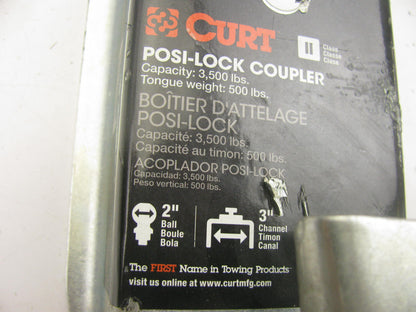 CURT
II
Class
Classe
Clase
POSI-LOCK COUPLER
Capacity: 3,500 lbs.
Tongue weight: 500 lbs.
BOÎTIER D'ATTELAGE
POSI-LOCK
Capacité: 3,500 lbs.
Capacité au timon: 500 lbs.
ACOPLADOR POSI-LOCK
Capacidad: 3,500 lbs.
Peso vertical: 500 lbs.
2"
Ball
Boule
Bola
3"
Channel
Timon
Canal
The FIRST Name in Towing Products™
visit us online at www.curtmfg.com